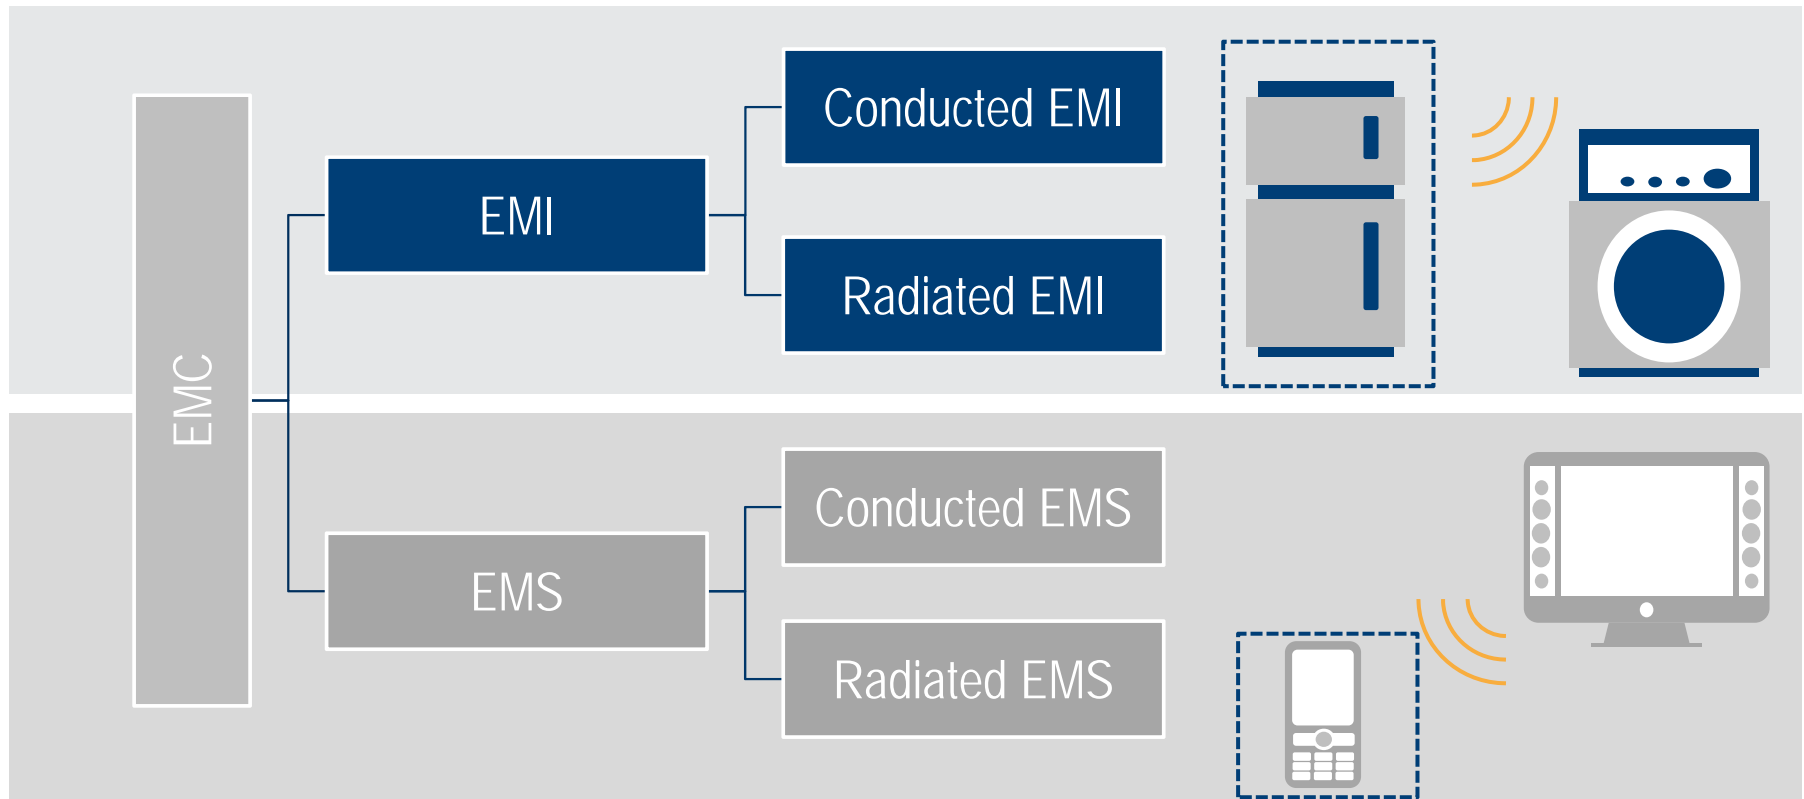 EMC
EMI
Conducted EMI
Radiated EMI
EMS
Conducted EMS
Radiated EMS